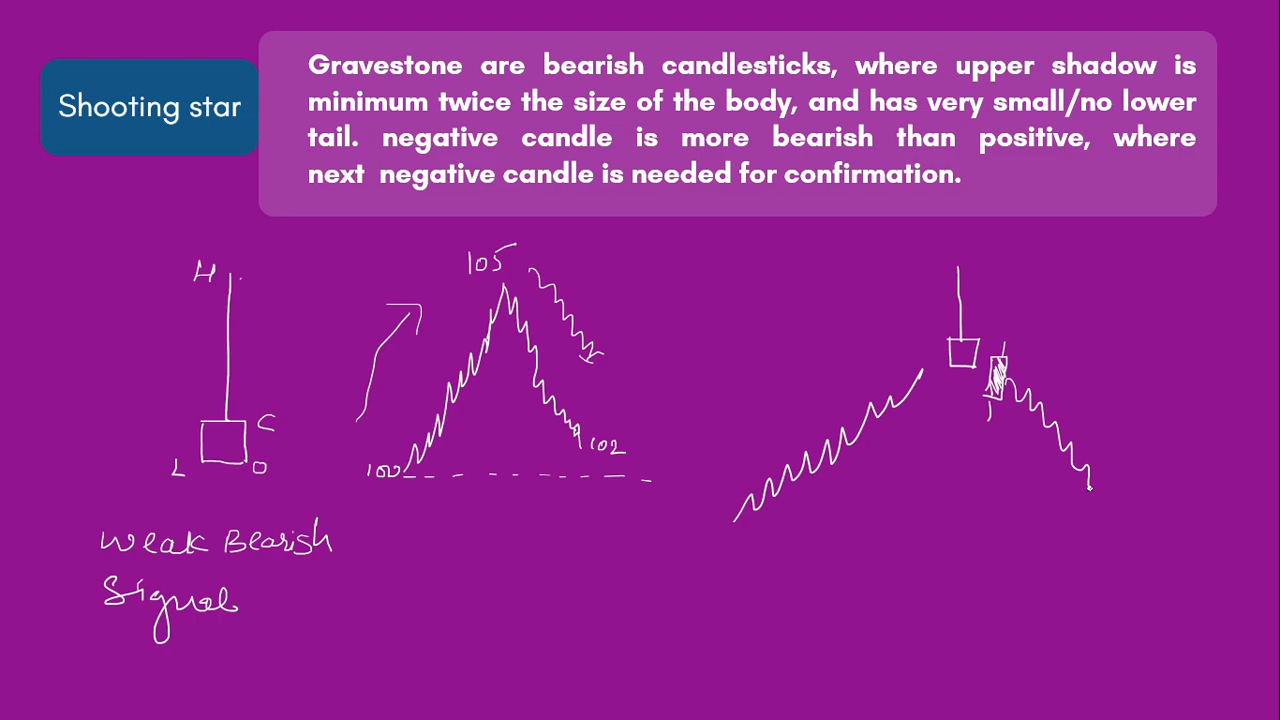 Shooting star
Gravestone are bearish candlesticks, where upper shadow is
minimum twice the size of the body, and has very small/no lower
tail. negative candle is more bearish than positive, where
next negative candle is needed for confirmation.
H
105
C
L
O
100
102
Weak Bearish
Signal